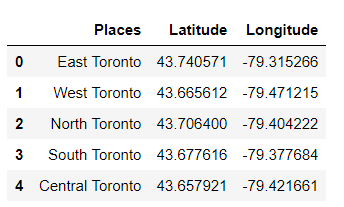 Places Latitude Longitude
0 East Toronto 43.740571 -79.315266
1 West Toronto 43.665612 -79.471215
2 North Toronto 43.706400 -79.404222
3 South Toronto 43.677616 -79.377684
4 Central Toronto 43.657921 -79.421661